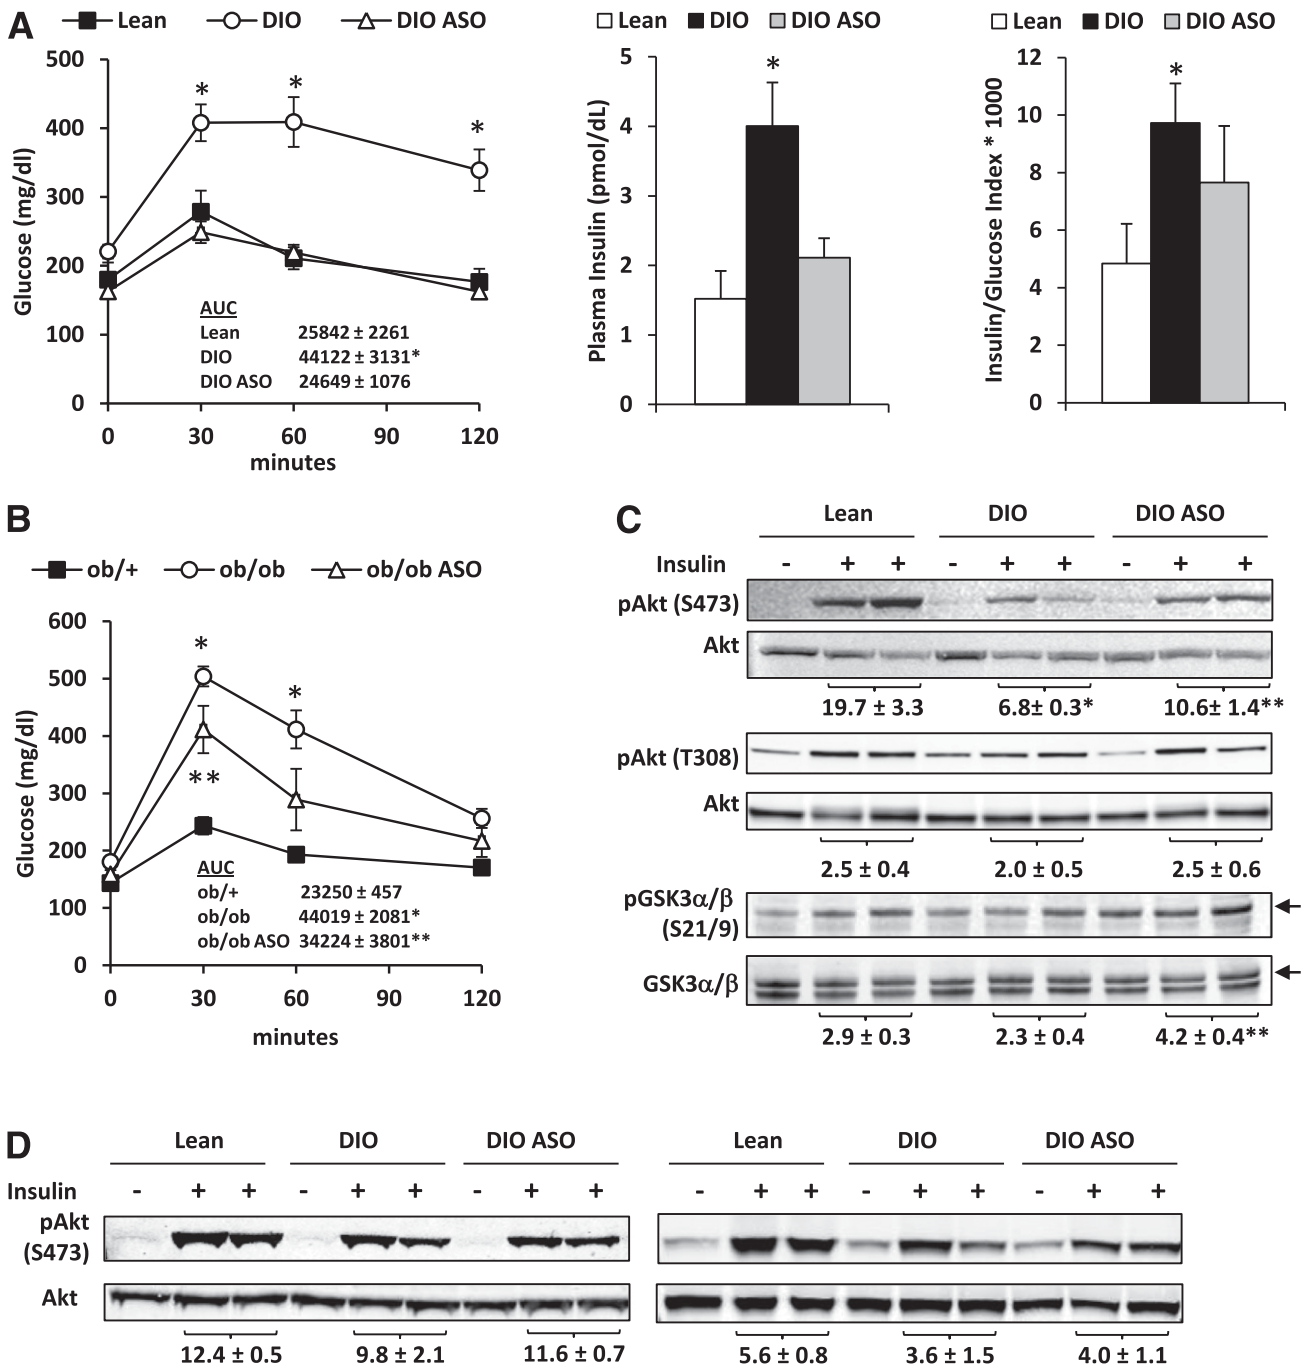 A
Lean DIO DIO ASO
500
400
300
200
100
0
Glucose (mg/dl)
* * *
AUC
Lean 25842 ± 2261
DIO 44122 ± 3131*
DIO ASO 24649 ± 1076
0 30 60 90 120
minutes
Lean DIO DIO ASO
5
4
3
2
1
0
Plasma Insulin (pmol/dL)
*
Lean DIO DIO ASO
12
10
8
6
4
2
0
Insulin/Glucose Index * 1000
*
B
ob/+ ob/ob ob/ob ASO
600
500
400
300
200
100
0
Glucose (mg/dl)
* *
**
AUC
ob/+ 23250 ± 457
ob/ob 44019 ± 2081*
ob/ob ASO 34224 ± 3801**
0 30 60 90 120
minutes
C
Lean DIO DIO ASO
Insulin - + + - + + - + +
pAkt (S473)
Akt
19.7 ± 3.3 6.8± 0.3* 10.6± 1.4**
pAkt (T308)
Akt
2.5 ± 0.4 2.0 ± 0.5 2.5 ± 0.6
pGSK3α/β
(S21/9)
GSK3α/β
2.9 ± 0.3 2.3 ± 0.4 4.2 ± 0.4**
D
Lean DIO DIO ASO Lean DIO DIO ASO
Insulin - + + - + + - + + - + + - + + - + +
pAkt
(S473)
Akt
12.4 ± 0.5 9.8 ± 2.1 11.6 ± 0.7 5.6 ± 0.8 3.6 ± 1.5 4.0 ± 1.1